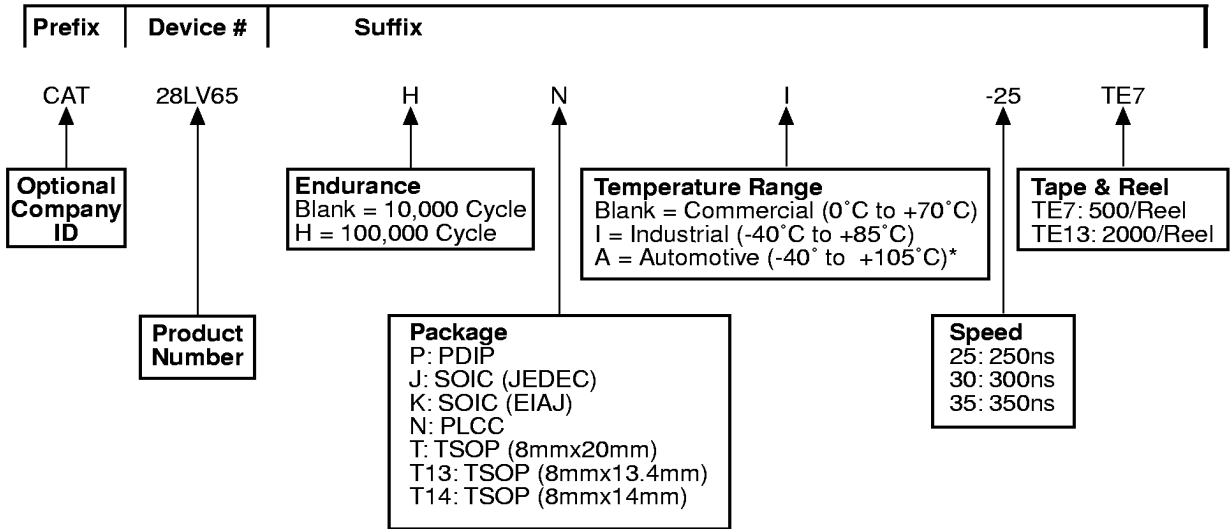 Prefix Device # Suffix
CAT 28LV65 H N I -25 TE7
Optional
Company
ID
Endurance
Blank = 10,000 Cycle
H = 100,000 Cycle
Temperature Range
Blank = Commercial (0˚C to +70˚C)
I = Industrial (-40˚C to +85˚C)
A = Automotive (-40˚ to +105˚C)*
Tape & Reel
TE7: 500/Reel
TE13: 2000/Reel
Product
Number
Package
P: PDIP
J: SOIC (JEDEC)
K: SOIC (EIAJ)
N: PLCC
T: TSOP (8mmx20mm)
T13: TSOP (8mmx13.4mm)
T14: TSOP (8mmx14mm)
Speed
25: 250ns
30: 300ns
35: 350ns